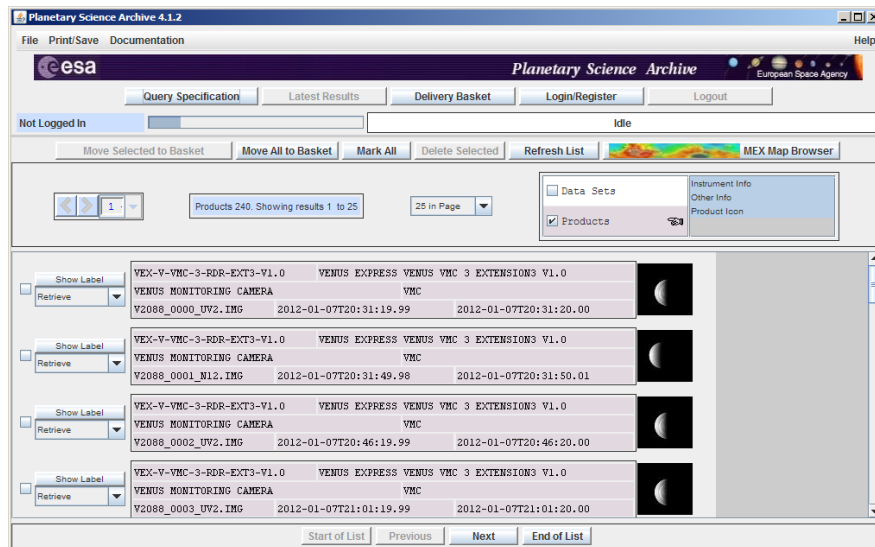 Planetary Science Archive 4.1.2
File Print/Save Documentation Help
esa Planetary Science Archive European Space Agency
Query Specification Latest Results Delivery Basket Login/Register Logout
Not Logged In Idle
Move Selected to Basket Move All to Basket Mark All Delete Selected Refresh List MEX Map Browser
1 Products 240. Showing results 1 to 25 25 in Page
Data Sets
Products
Instrument Info
Other Info
Product Icon
Show Label
Retrieve
VEX-V-VMC-3-RDR-EXT3-V1.0 VENUS EXPRESS VENUS VMC 3 EXTENSION3 V1.0
VENUS MONITORING CAMERA VMC
V2088_0000_UV2.IMG 2012-01-07T20:31:19.99 2012-01-07T20:31:20.00
Show Label
Retrieve
VEX-V-VMC-3-RDR-EXT3-V1.0 VENUS EXPRESS VENUS VMC 3 EXTENSION3 V1.0
VENUS MONITORING CAMERA VMC
V2088_0001_N12.IMG 2012-01-07T20:31:49.98 2012-01-07T20:31:50.01
Show Label
Retrieve
VEX-V-VMC-3-RDR-EXT3-V1.0 VENUS EXPRESS VENUS VMC 3 EXTENSION3 V1.0
VENUS MONITORING CAMERA VMC
V2088_0002_UV2.IMG 2012-01-07T20:46:19.99 2012-01-07T20:46:20.00
Show Label
Retrieve
VEX-V-VMC-3-RDR-EXT3-V1.0 VENUS EXPRESS VENUS VMC 3 EXTENSION3 V1.0
VENUS MONITORING CAMERA VMC
V2088_0003_UV2.IMG 2012-01-07T21:01:19.99 2012-01-07T21:01:20.00
Start of List Previous Next End of List